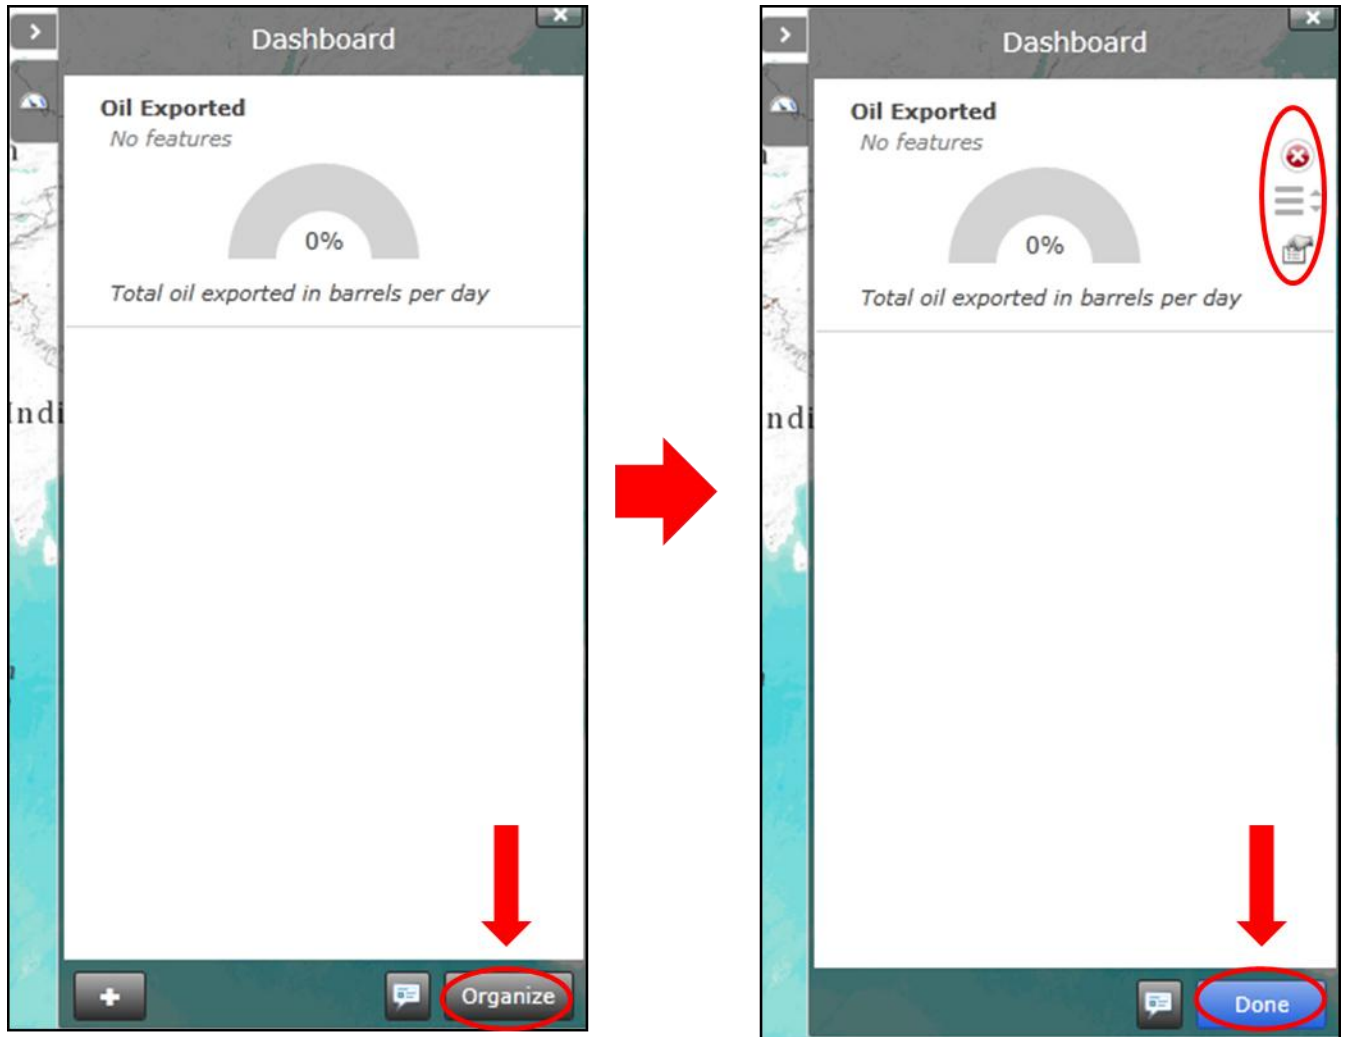 Dashboard
Oil Exported
No features
0%
Total oil exported in barrels per day
Indi
Organize
Dashboard
Oil Exported
No features
0%
Total oil exported in barrels per day
ndi
Done